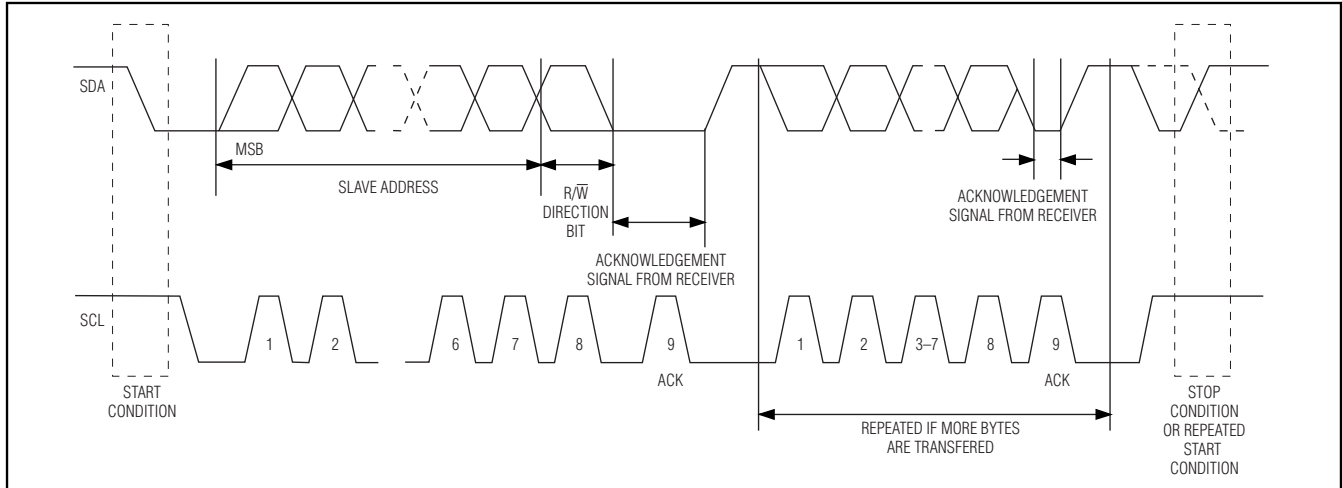 SDA
MSB
SLAVE ADDRESS
R/W̅
DIRECTION
BIT
ACKNOWLEDGEMENT
SIGNAL FROM RECEIVER
ACKNOWLEDGEMENT
SIGNAL FROM RECEIVER
SCL
1 2 6 7 8 9 1 2 3–7 8 9
ACK
ACK
START
CONDITION
REPEATED IF MORE BYTES
ARE TRANSFERED
STOP
CONDITION
OR REPEATED
START
CONDITION